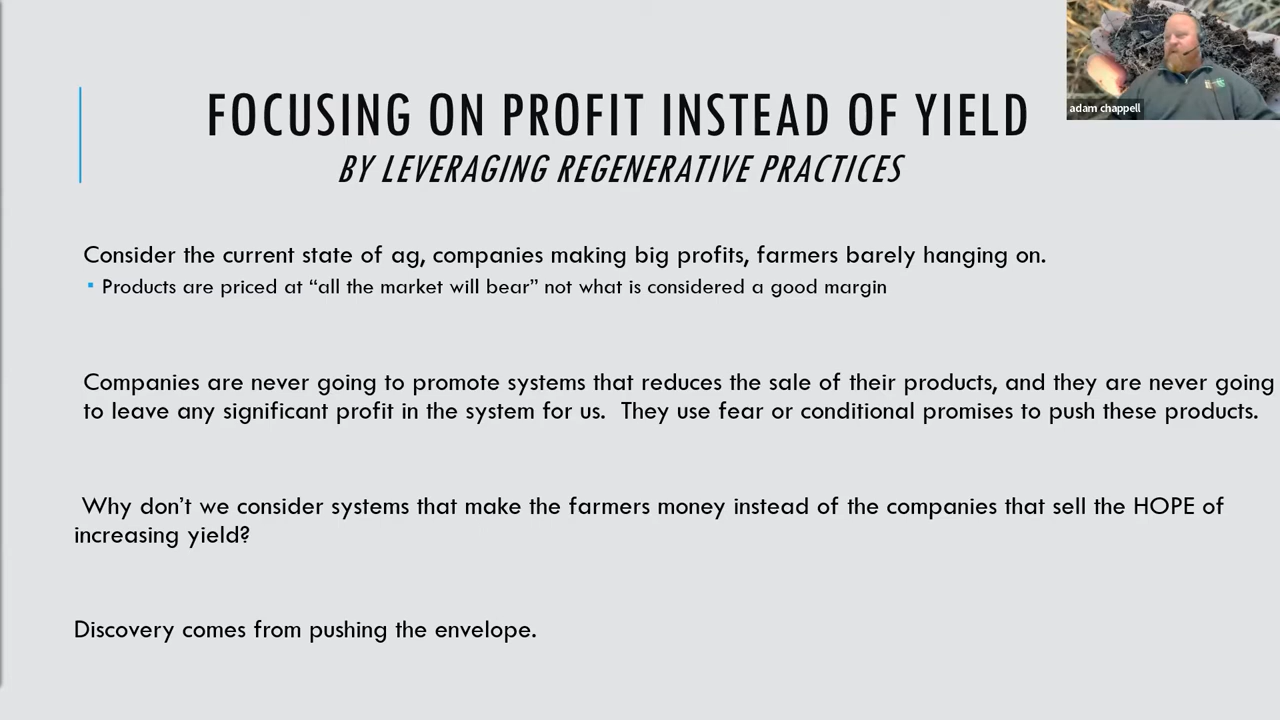 adam chappell
FOCUSING ON PROFIT INSTEAD OF YIELD
BY LEVERAGING REGENERATIVE PRACTICES
Consider the current state of ag, companies making big profits, farmers barely hanging on.
▪ Products are priced at “all the market will bear” not what is considered a good margin
Companies are never going to promote systems that reduces the sale of their products, and they are never going
to leave any significant profit in the system for us. They use fear or conditional promises to push these products.
Why don’t we consider systems that make the farmers money instead of the companies that sell the HOPE of
increasing yield?
Discovery comes from pushing the envelope.